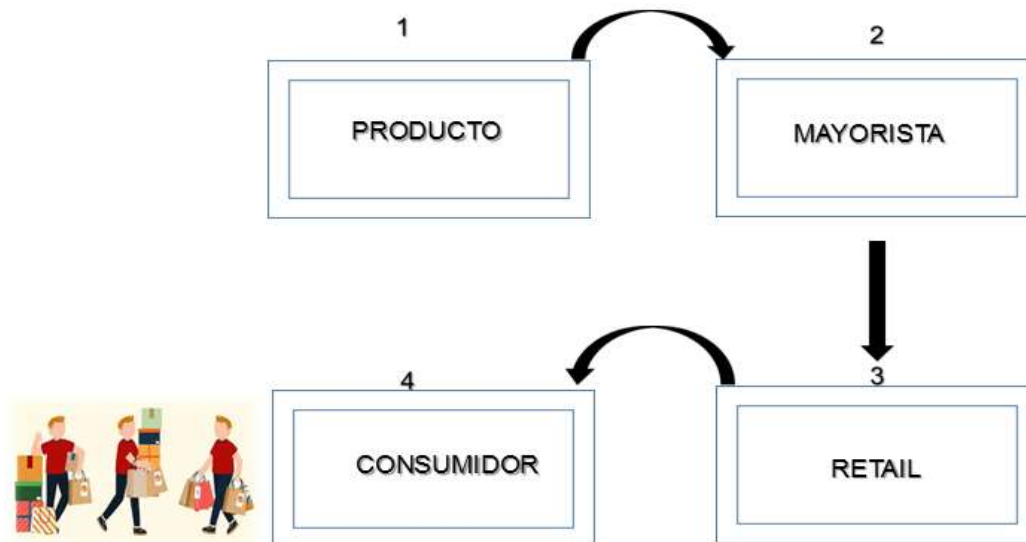 1
PRODUCTO
2
MAYORISTA
3
RETAIL
4
CONSUMIDOR